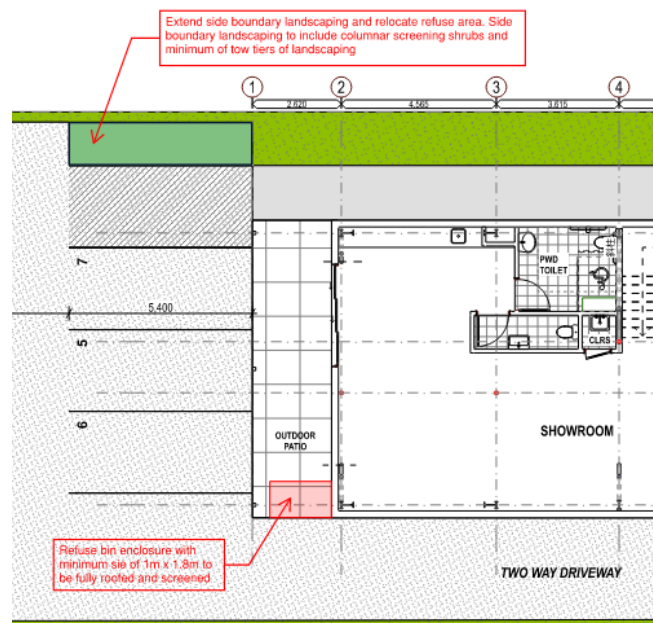 Extend side boundary landscaping and relocate refuse area. Side
boundary landscaping to include columnar screening shrubs and
minimum of tow tiers of landscaping
1 2 3 4
2.620 4.565 3.615
PWD
TOILET
7
5.400
5
CLRS
6
OUTDOOR
PATIO
SHOWROOM
Refuse bin enclosure with
minimum sie of 1m x 1.8m to
be fully roofed and screened
TWO WAY DRIVEWAY